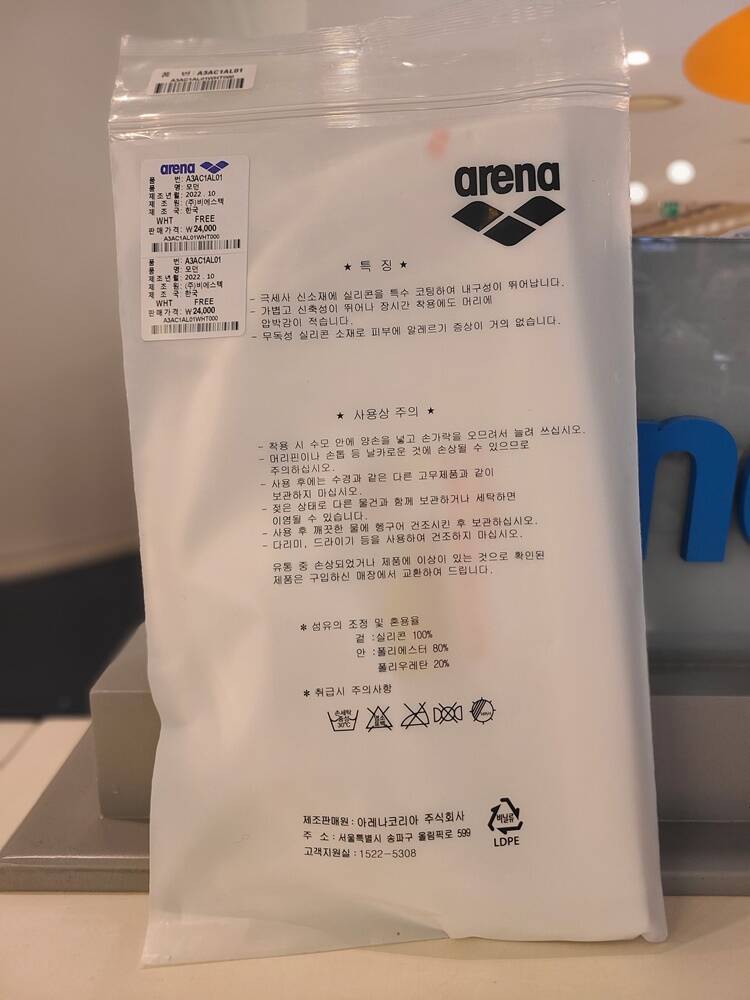 품 번 : A3AC1AL01
A3AC1AL01WHT000
arena
품 번: A3AC1AL01
품 명: 모던
제 조 년 월: 2022 . 10
제 조 원: (주)비에스텍
제 조 국: 한국
WHT FREE
판 매 가 격: ₩24,000
A3AC1AL01WHT000
품 번: A3AC1AL01
품 명: 모던
제 조 년 월: 2022 . 10
제 조 원: (주)비에스텍
제 조 국: 한국
WHT FREE
판 매 가 격: ₩24,000
A3AC1AL01WHT000
arena
★ 특 징 ★
- 극세사 신소재에 실리콘을 특수 코팅하여 내구성이 뛰어납니다.
- 가볍고 신축성이 뛰어나 장시간 착용에도 머리에
압박감이 적습니다.
- 무독성 실리콘 소재로 피부에 알레르기 증상이 거의 없습니다.
★ 사용상 주의 ★
- 착용 시 수모 안에 양손을 넣고 손가락을 오므려서 늘려 쓰십시오.
- 머리핀이나 손톱 등 날카로운 것에 손상될 수 있으므로
주의하십시오.
- 사용 후에는 수경과 같은 다른 고무제품과 같이
보관하지 마십시오.
- 젖은 상태로 다른 물건과 함께 보관하거나 세탁하면
이염될 수 있습니다.
- 사용 후 깨끗한 물에 헹구어 건조시킨 후 보관하십시오.
- 다리미, 드라이기 등을 사용하여 건조하지 마십시오.
유통 중 손상되었거나 제품에 이상이 있는 것으로 확인된
제품은 구입하신 매장에서 교환하여 드립니다.
* 섬유의 조정 및 혼용율
겉 :실리콘 100%
안 :폴리에스터 80%
폴리우레탄 20%
* 취급시 주의사항
손세탁
중성
30℃
염소
표백
제조판매원 : 아레나코리아 주식회사
주 소 : 서울특별시 송파구 올림픽로 599
고객지원실 : 1522-5308
비닐류
LDPE